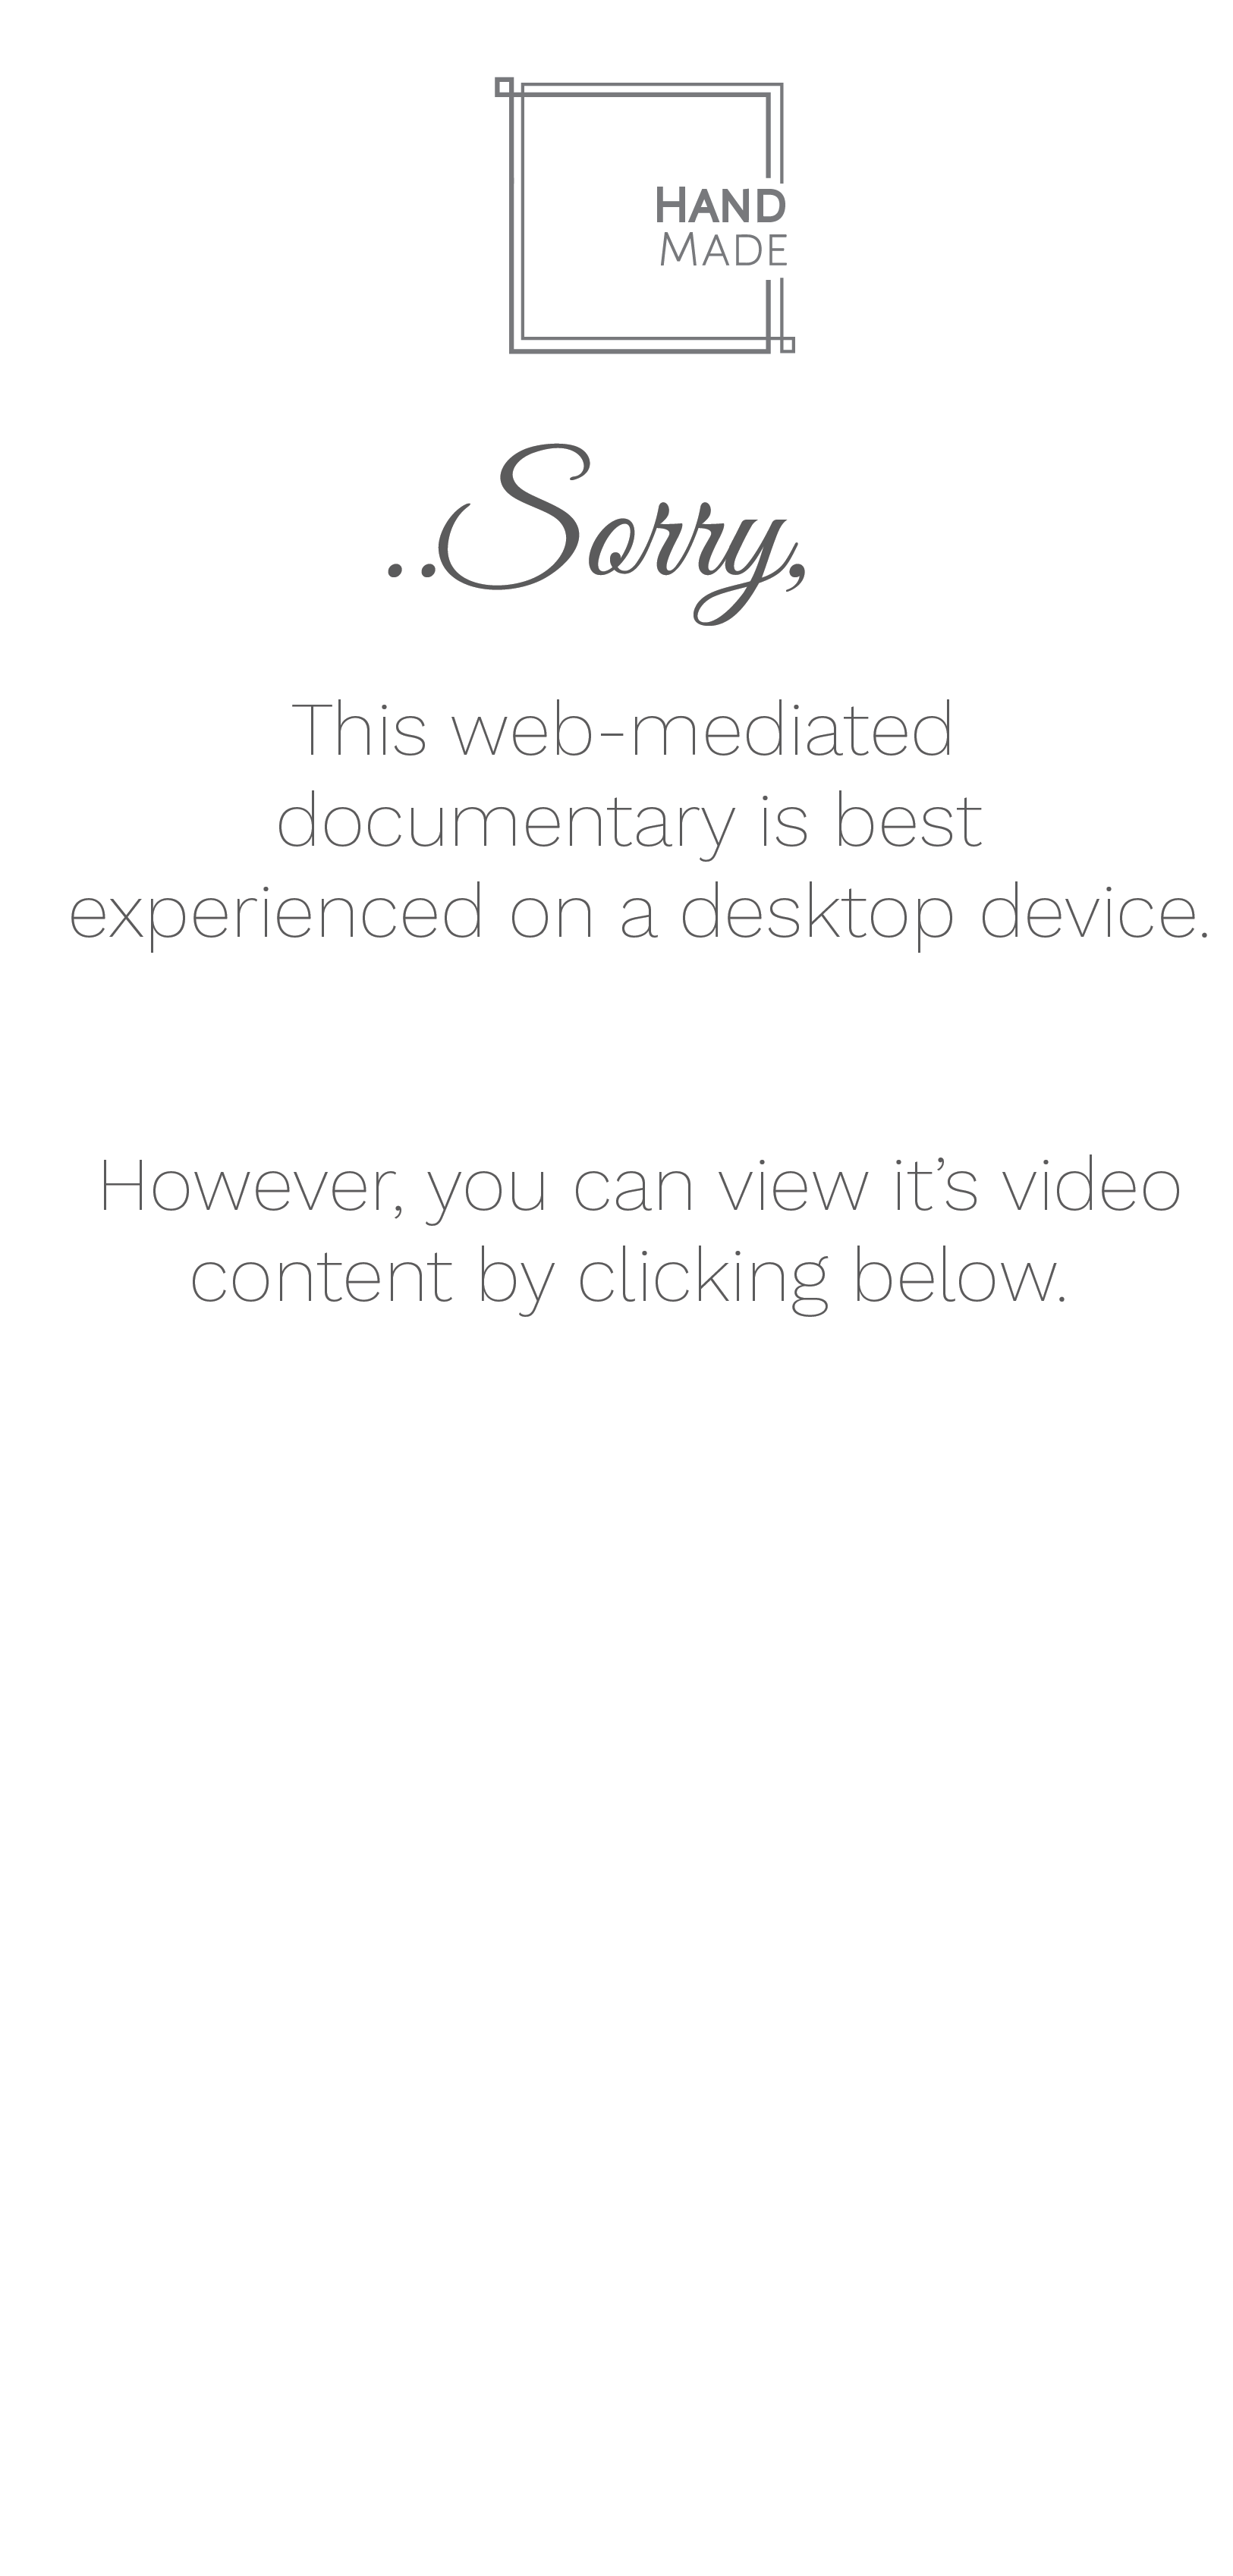 HAND
MADE
..Sorry,
This web-mediated
documentary is best
experienced on a desktop device.
However, you can view it’s video
content by clicking below.